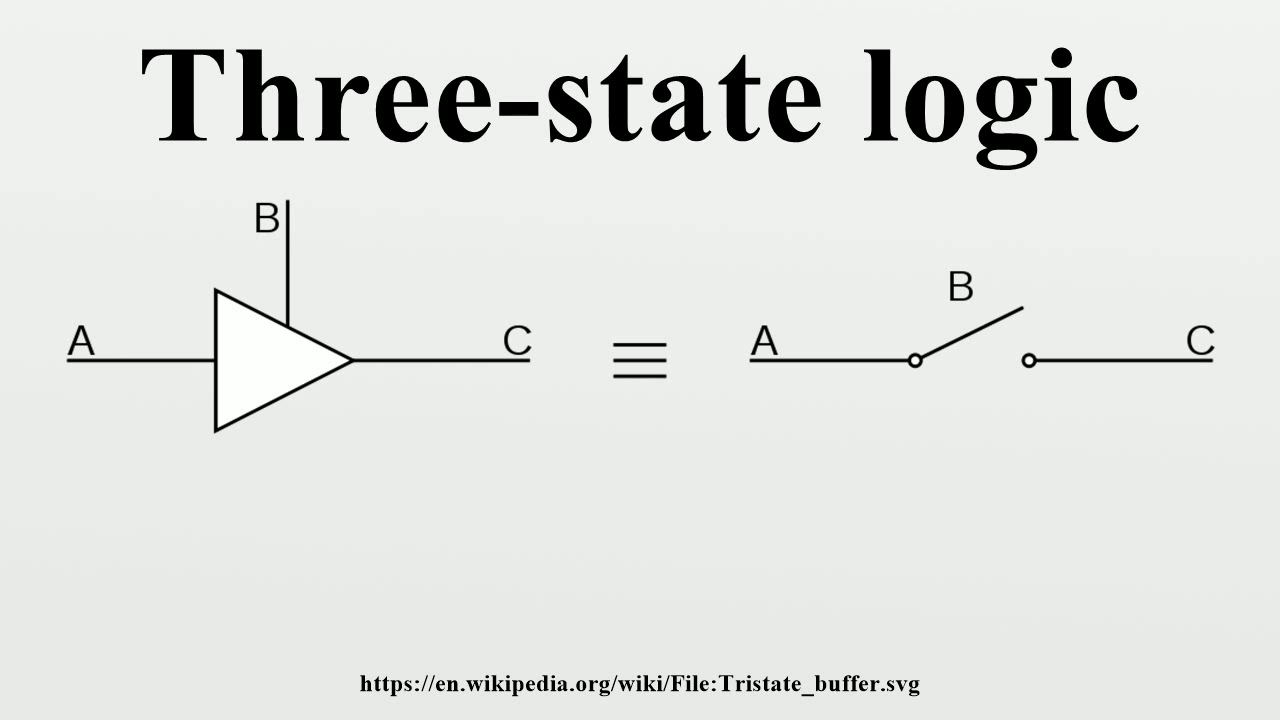 Three-state logic
B
A
C
B
A
C
https://en.wikipedia.org/wiki/File:Tristate_buffer.svg